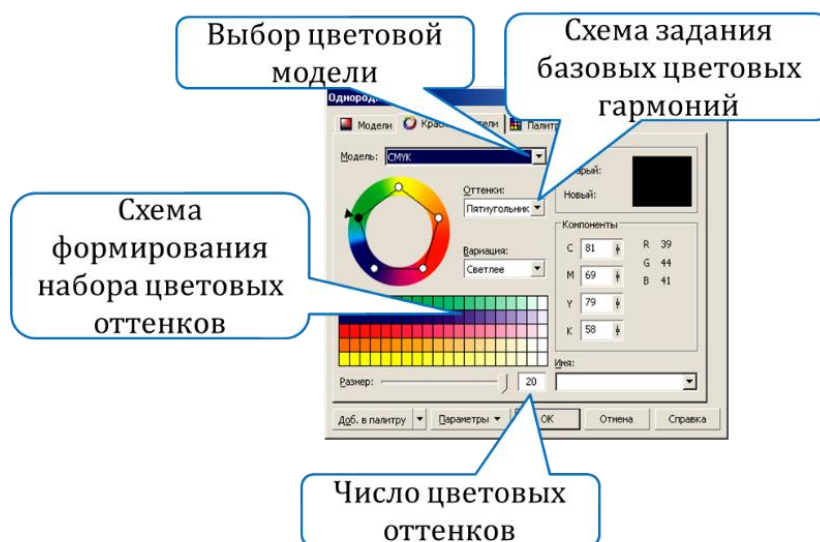 Выбор цветовой
модели
Схема задания
базовых цветовых
гармоний
Схема
формирования
набора цветовых
оттенков
Число цветовых
оттенков
Модели
Модель: CMYK
Оттенки:
Пятиугольник
Вариация:
Светлее
Размер: 20
Новый:
Компоненты
C 81 R 39
M 69 G 44
Y 79 B 41
K 58
Имя:
Доб. в палитру Параметры OK Отмена Справка